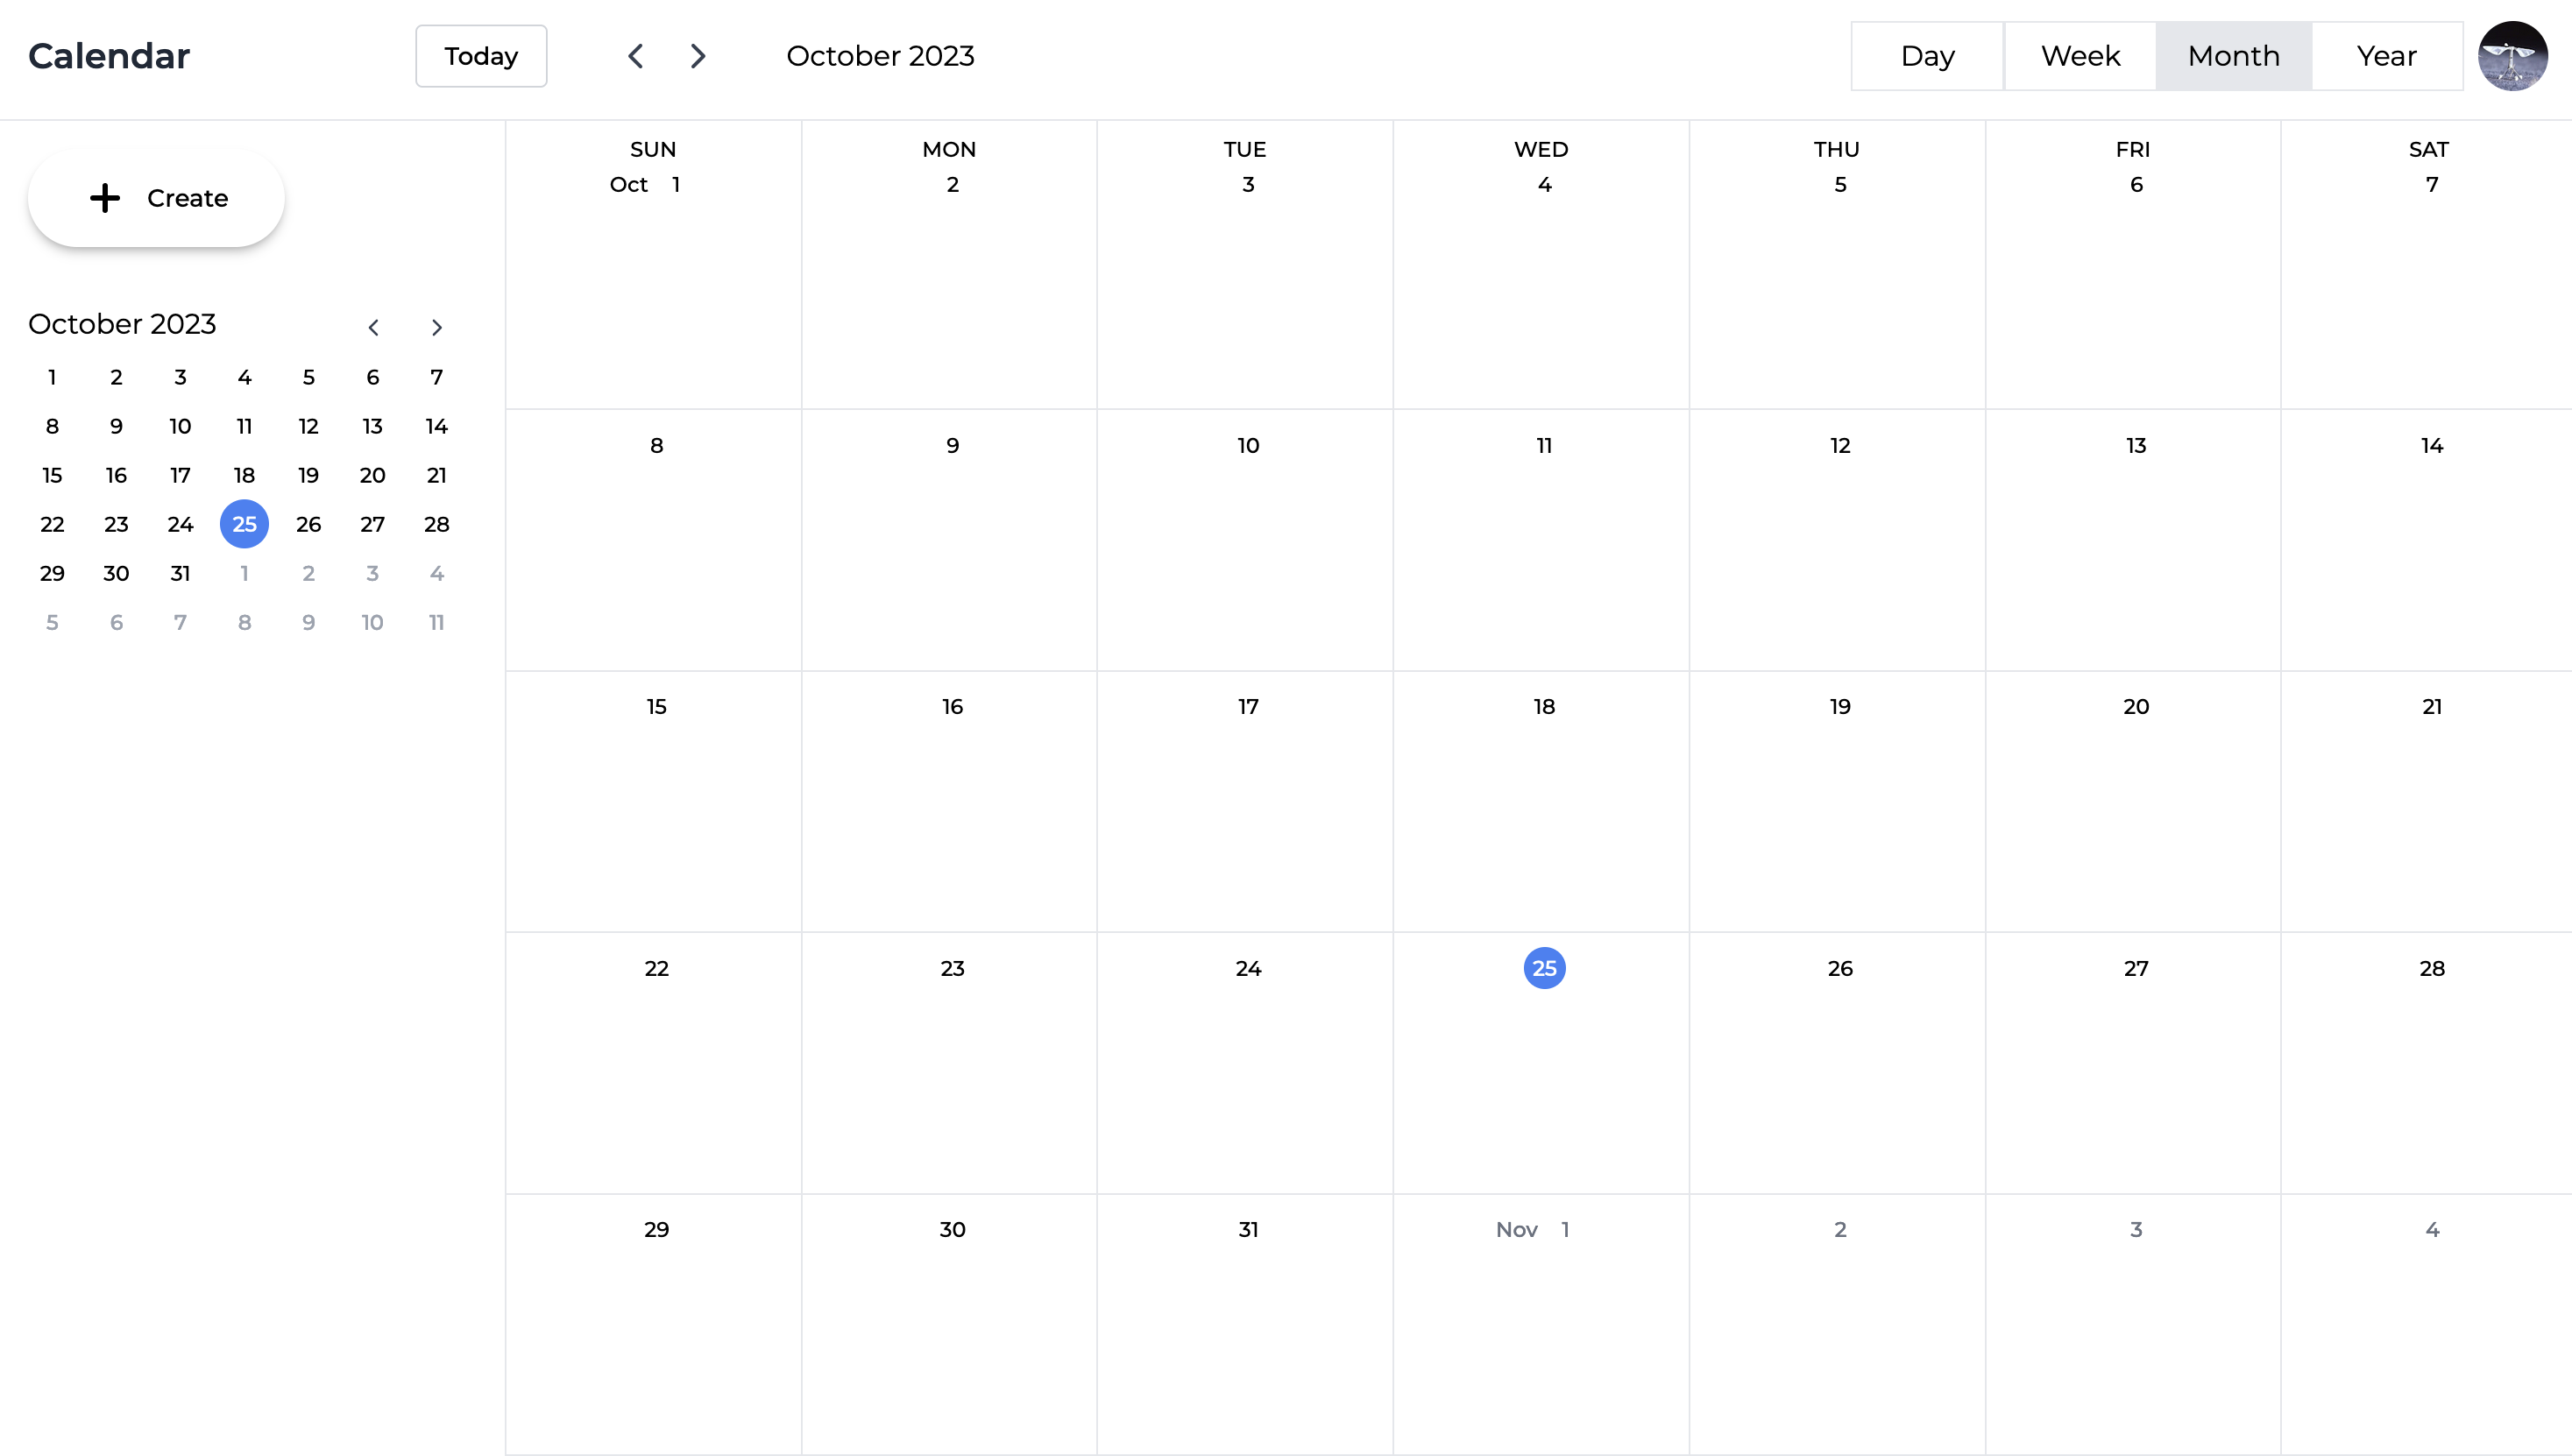 Calendar Today October 2023 Day Week Month Year
Create
October 2023
1 2 3 4 5 6 7
8 9 10 11 12 13 14
15 16 17 18 19 20 21
22 23 24 25 26 27 28
29 30 31 1 2 3 4
5 6 7 8 9 10 11
SUN MON TUE WED THU FRI SAT
Oct 1 2 3 4 5 6 7
8 9 10 11 12 13 14
15 16 17 18 19 20 21
22 23 24 25 26 27 28
29 30 31 Nov 1 2 3 4